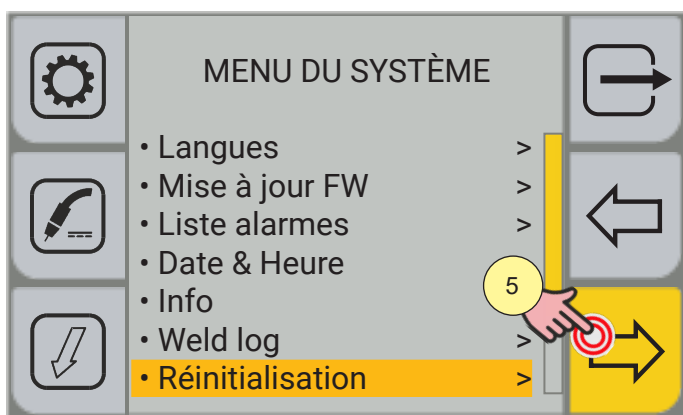 MENU DU SYSTÈME
• Langues >
• Mise à jour FW >
• Liste alarmes >
• Date & Heure
• Info
5
• Weld log >
• Réinitialisation >